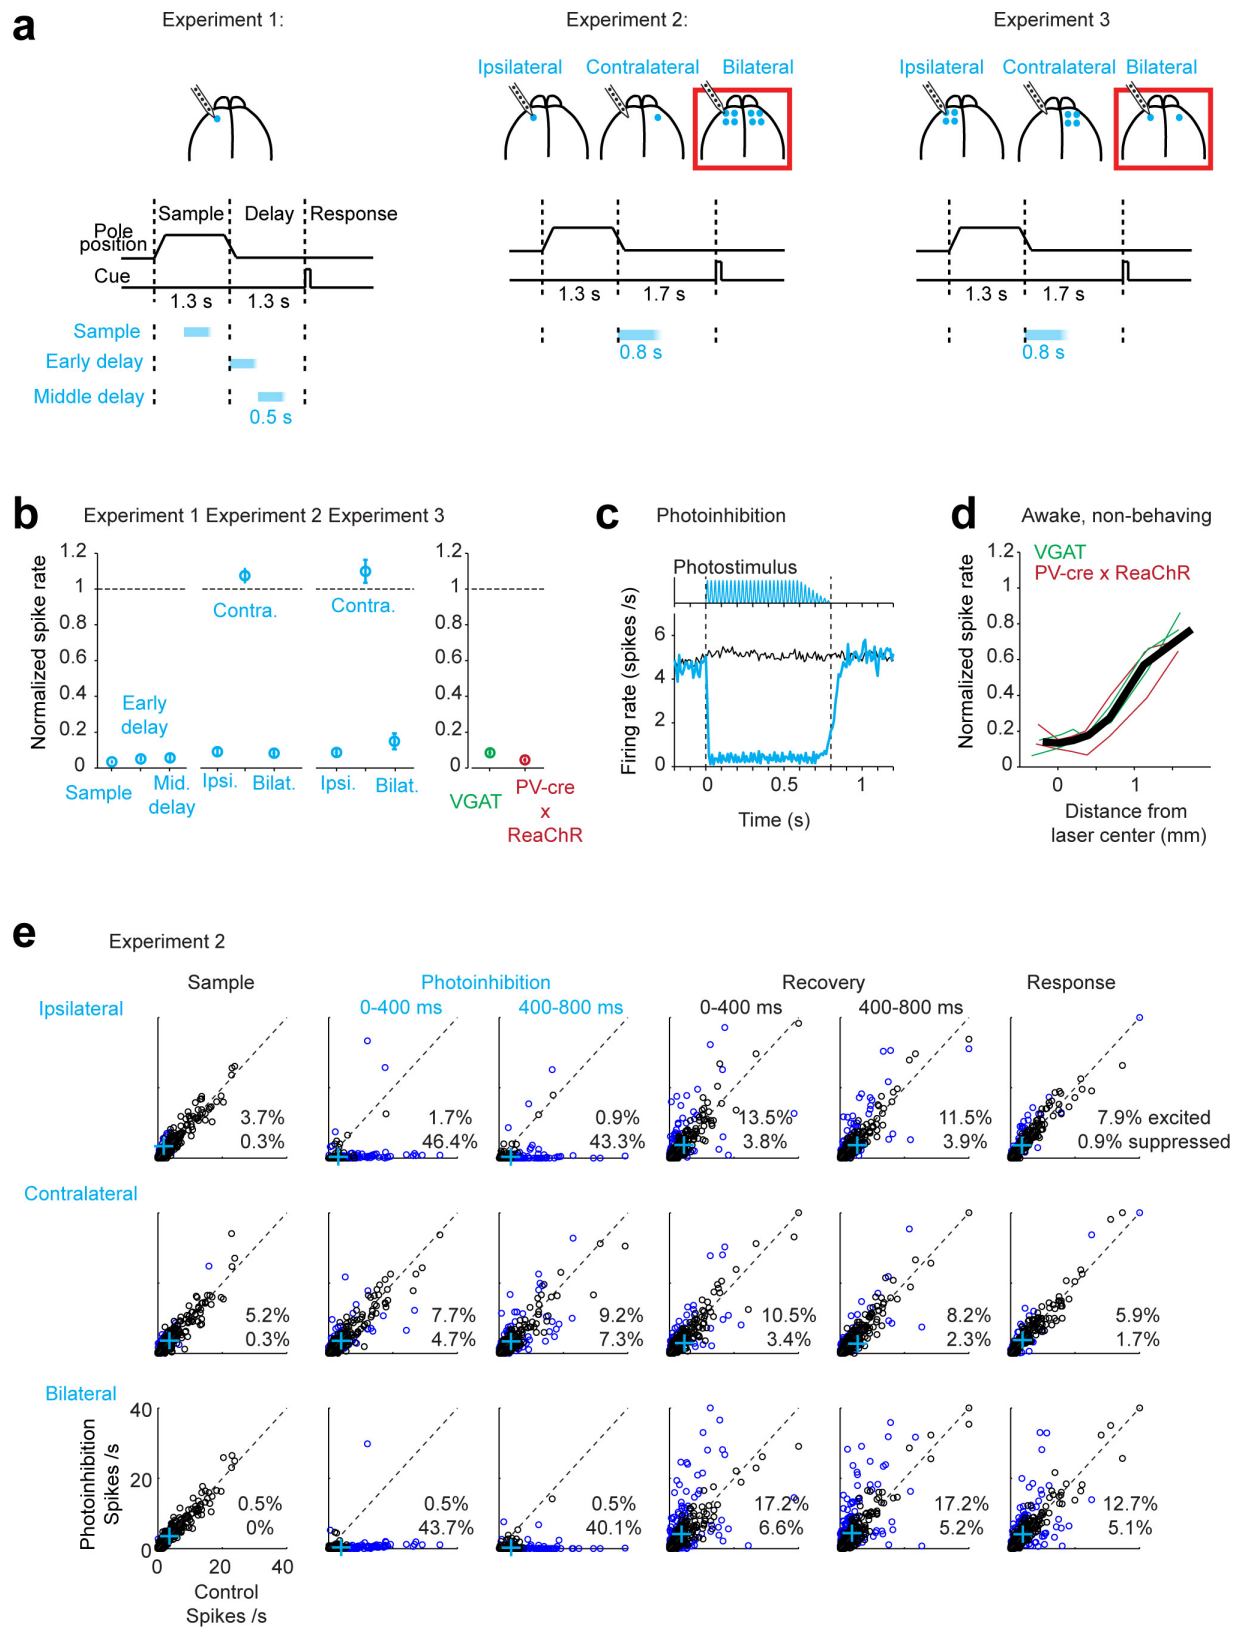 a
Experiment 1:
Experiment 2:
Experiment 3
Ipsilateral
Contralateral
Bilateral
Ipsilateral
Contralateral
Bilateral
Sample
Delay
Response
Pole
position
Cue
1.3 s
1.3 s
1.3 s
1.7 s
1.3 s
1.7 s
Sample
Early delay
Middle delay
0.5 s
0.8 s
0.8 s
b
Experiment 1 Experiment 2 Experiment 3
Normalized spike rate
1.2
1
0.8
0.6
0.4
0.2
0
Early
delay
Sample
Mid.
delay
Contra.
Ipsi.
Bilat.
Contra.
Ipsi.
Bilat.
1.2
1
0.8
0.6
0.4
0.2
0
VGAT
PV-cre
x
ReaChR
c
Photoinhibition
Photostimulus
Firing rate (spikes /s)
6
4
2
0
0
0.5
1
Time (s)
d
Awake, non-behaving
Normalized spike rate
1.2
1
0.8
0.6
0.4
0.2
0
VGAT
PV-cre x ReaChR
0
1
Distance from
laser center (mm)
e
Experiment 2
Sample
Photoinhibition
Recovery
Response
0-400 ms
400-800 ms
0-400 ms
400-800 ms
Ipsilateral
3.7%
0.3%
1.7%
46.4%
0.9%
43.3%
13.5%
3.8%
11.5%
3.9%
7.9% excited
0.9% suppressed
Contralateral
5.2%
0.3%
7.7%
4.7%
9.2%
7.3%
10.5%
3.4%
8.2%
2.3%
5.9%
1.7%
Bilateral
Photoinhibition
Spikes /s
40
20
0
0.5%
0%
0.5%
43.7%
0.5%
40.1%
17.2%
6.6%
17.2%
5.2%
12.7%
5.1%
0
20
40
Control
Spikes /s